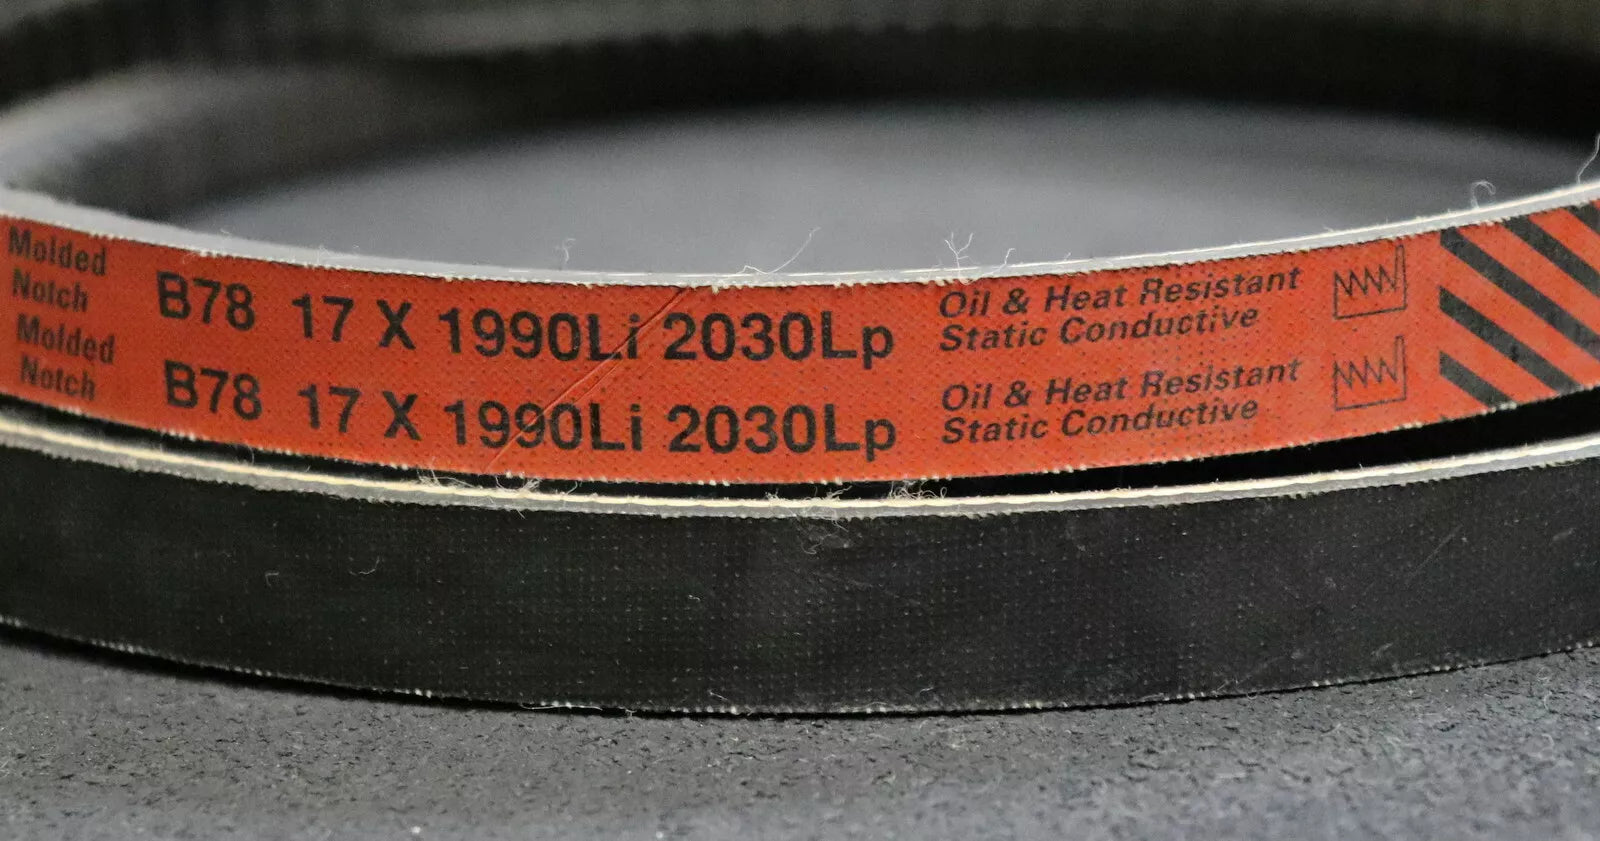 Molded
Notch
B78 17 X 1990Li 2030Lp
Oil & Heat Resistant
Static Conductive
Molded
Notch
B78 17 X 1990Li 2030Lp
Oil & Heat Resistant
Static Conductive